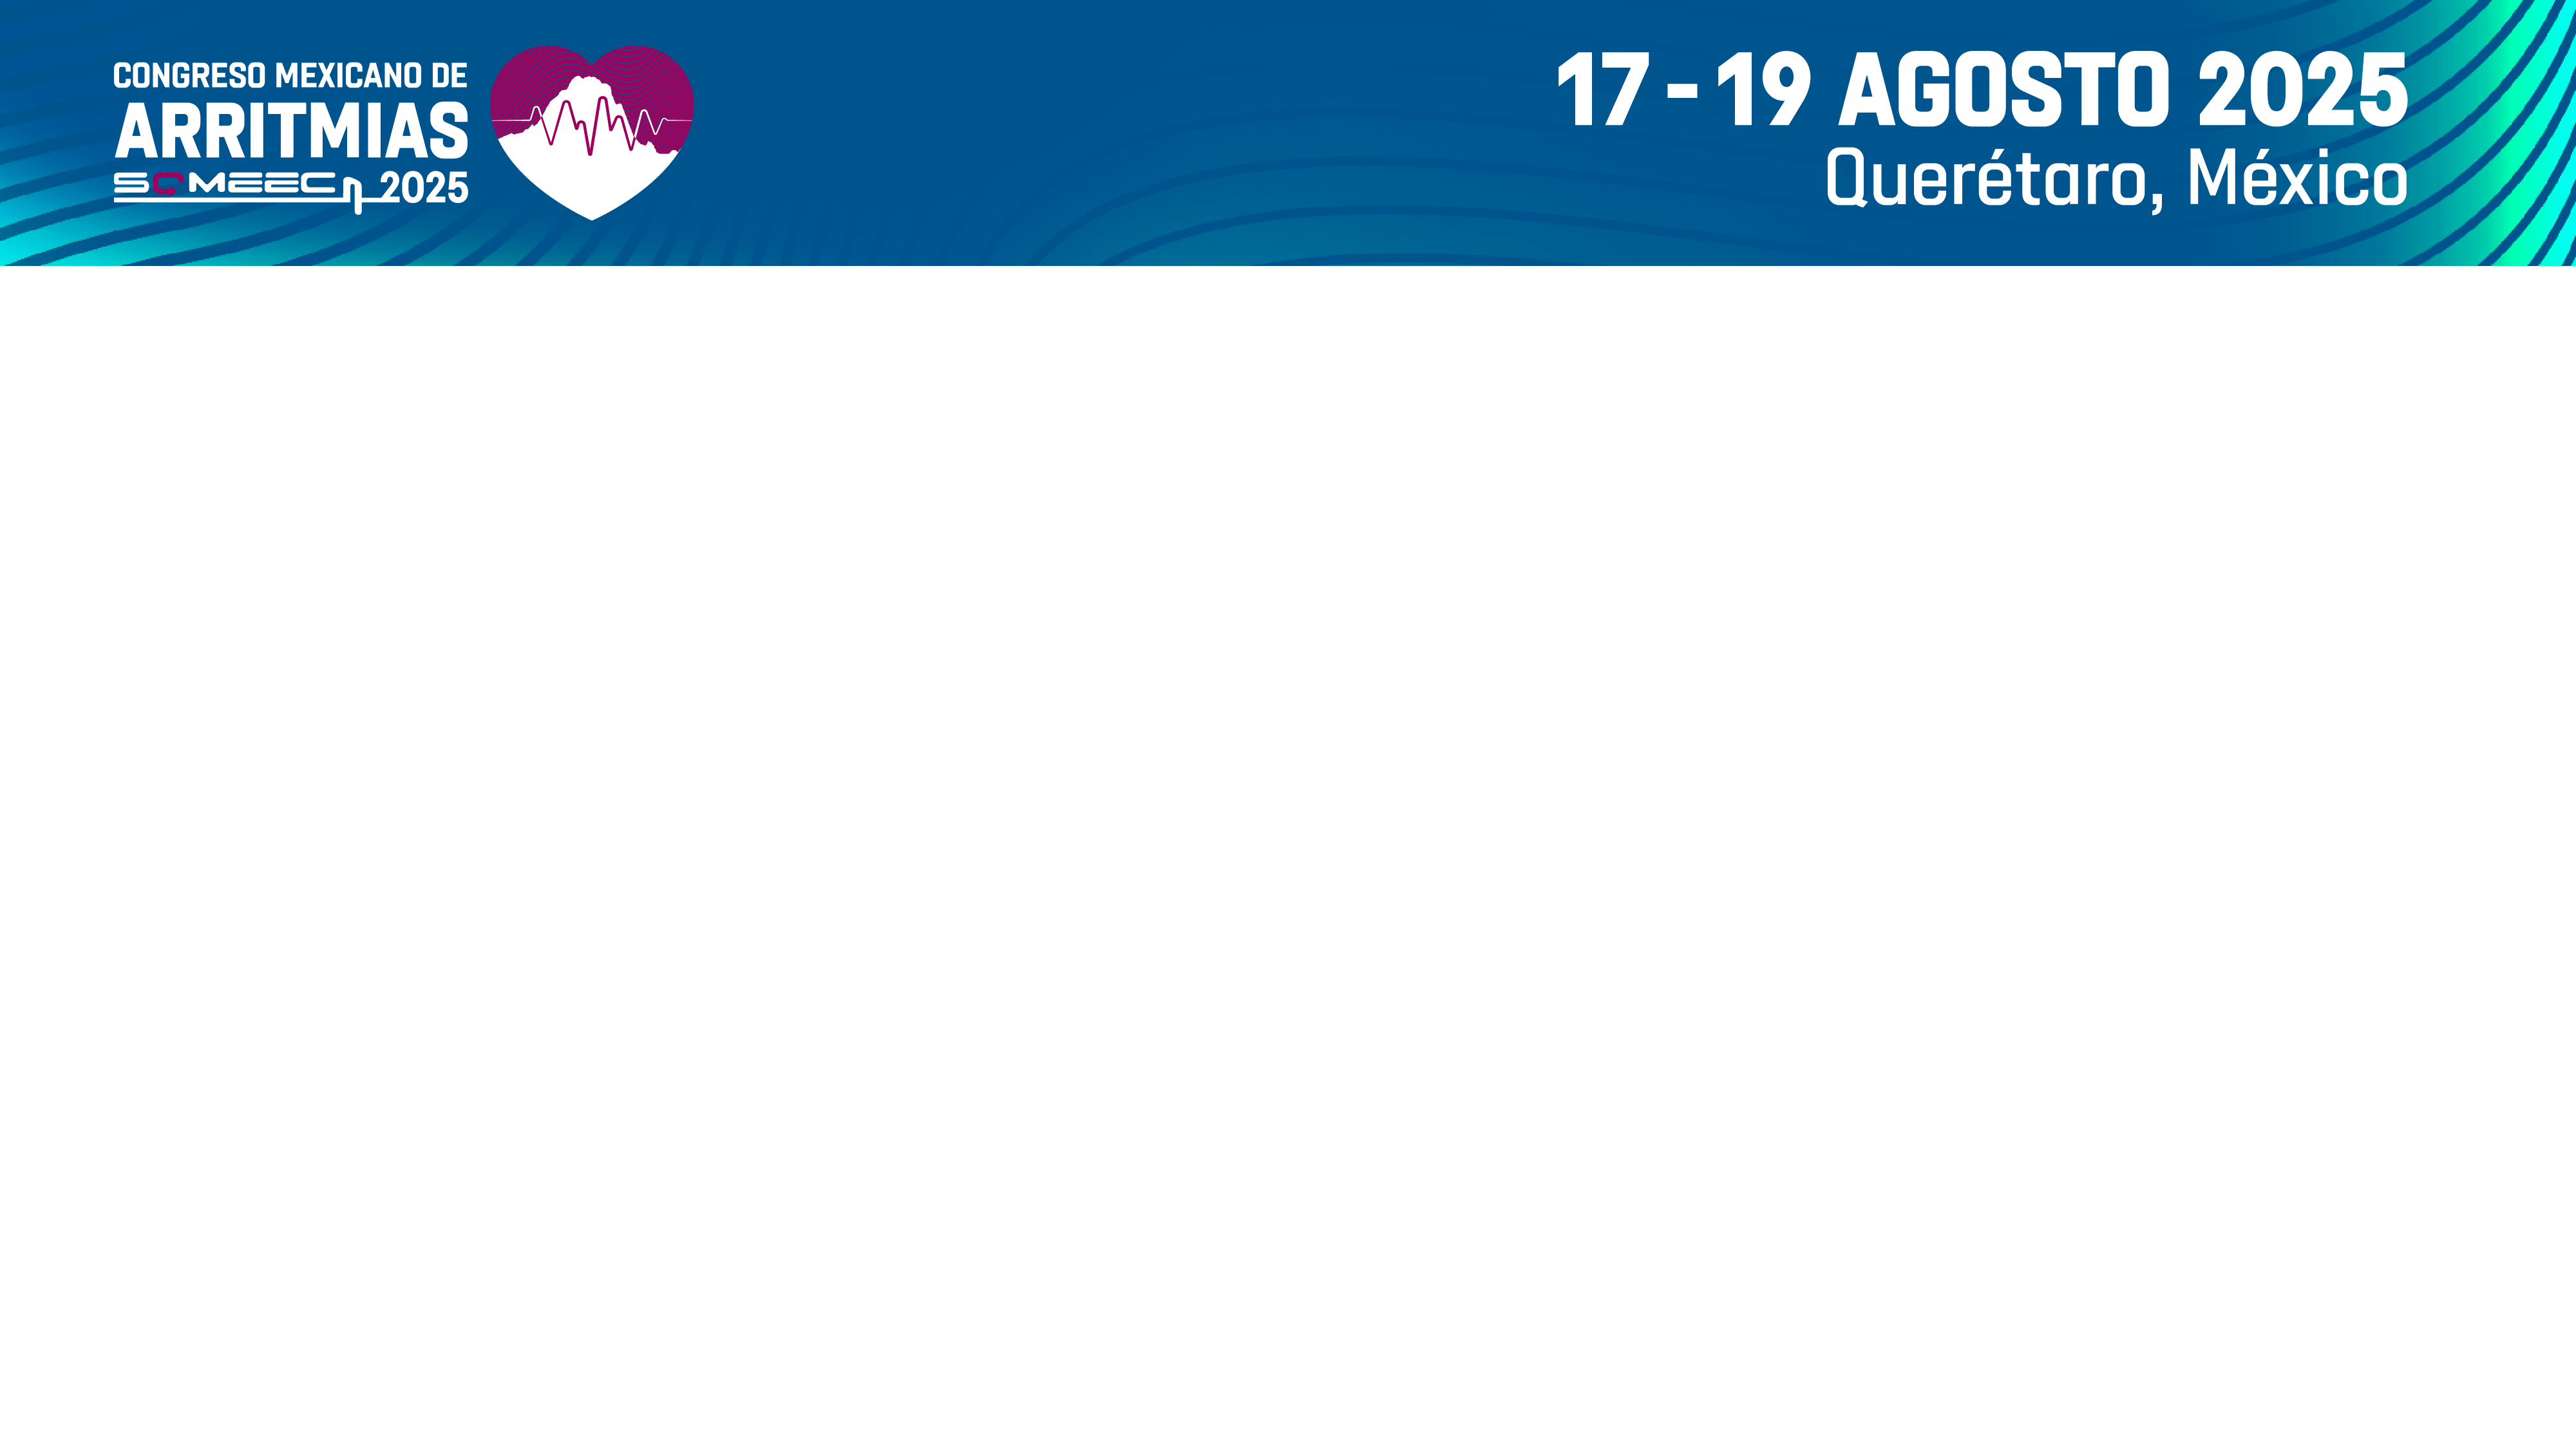 CONGRESO MEXICANO DE
ARRITMIAS
SOMEEC 2025
17 - 19 AGOSTO 2025
Querétaro, México